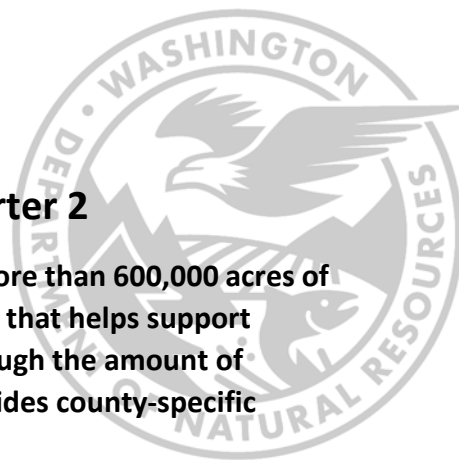 WASHINGTON
DEPARTMENT OF
NATURAL RESOURCES
rter 2
ore than 600,000 acres of
that helps support
ugh the amount of
ides county-specific